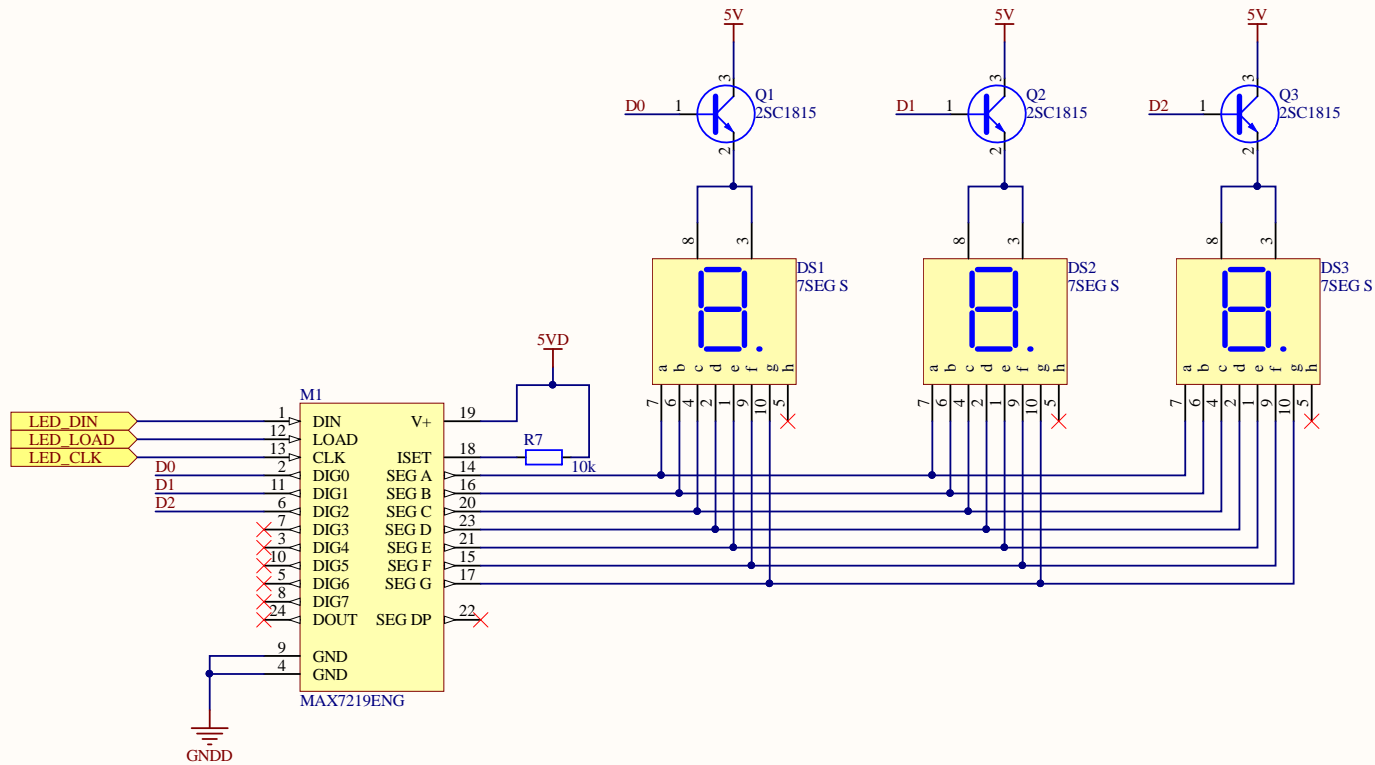 5V
5V
5V
3
Q1
2SC1815
D0
1
2
3
Q2
2SC1815
D1
1
2
3
Q3
2SC1815
D2
1
2
8
3
DS1
7SEG S
a b c d e f g h
7 6 4 2 1 9 10 5
8
3
DS2
7SEG S
a b c d e f g h
7 6 4 2 1 9 10 5
8
3
DS3
7SEG S
a b c d e f g h
7 6 4 2 1 9 10 5
5VD
R7
10k
M1
LED_DIN 1 DIN V+ 19
LED_LOAD 12 LOAD
LED_CLK 13 CLK ISET 18
D0 2 DIG0 SEG A 14
D1 11 DIG1 SEG B 16
D2 6 DIG2 SEG C 20
7 DIG3 SEG D 23
3 DIG4 SEG E 21
10 DIG5 SEG F 15
5 DIG6 SEG G 17
8 DIG7
24 DOUT SEG DP 22
9 GND
4 GND
MAX7219ENG
GNDD